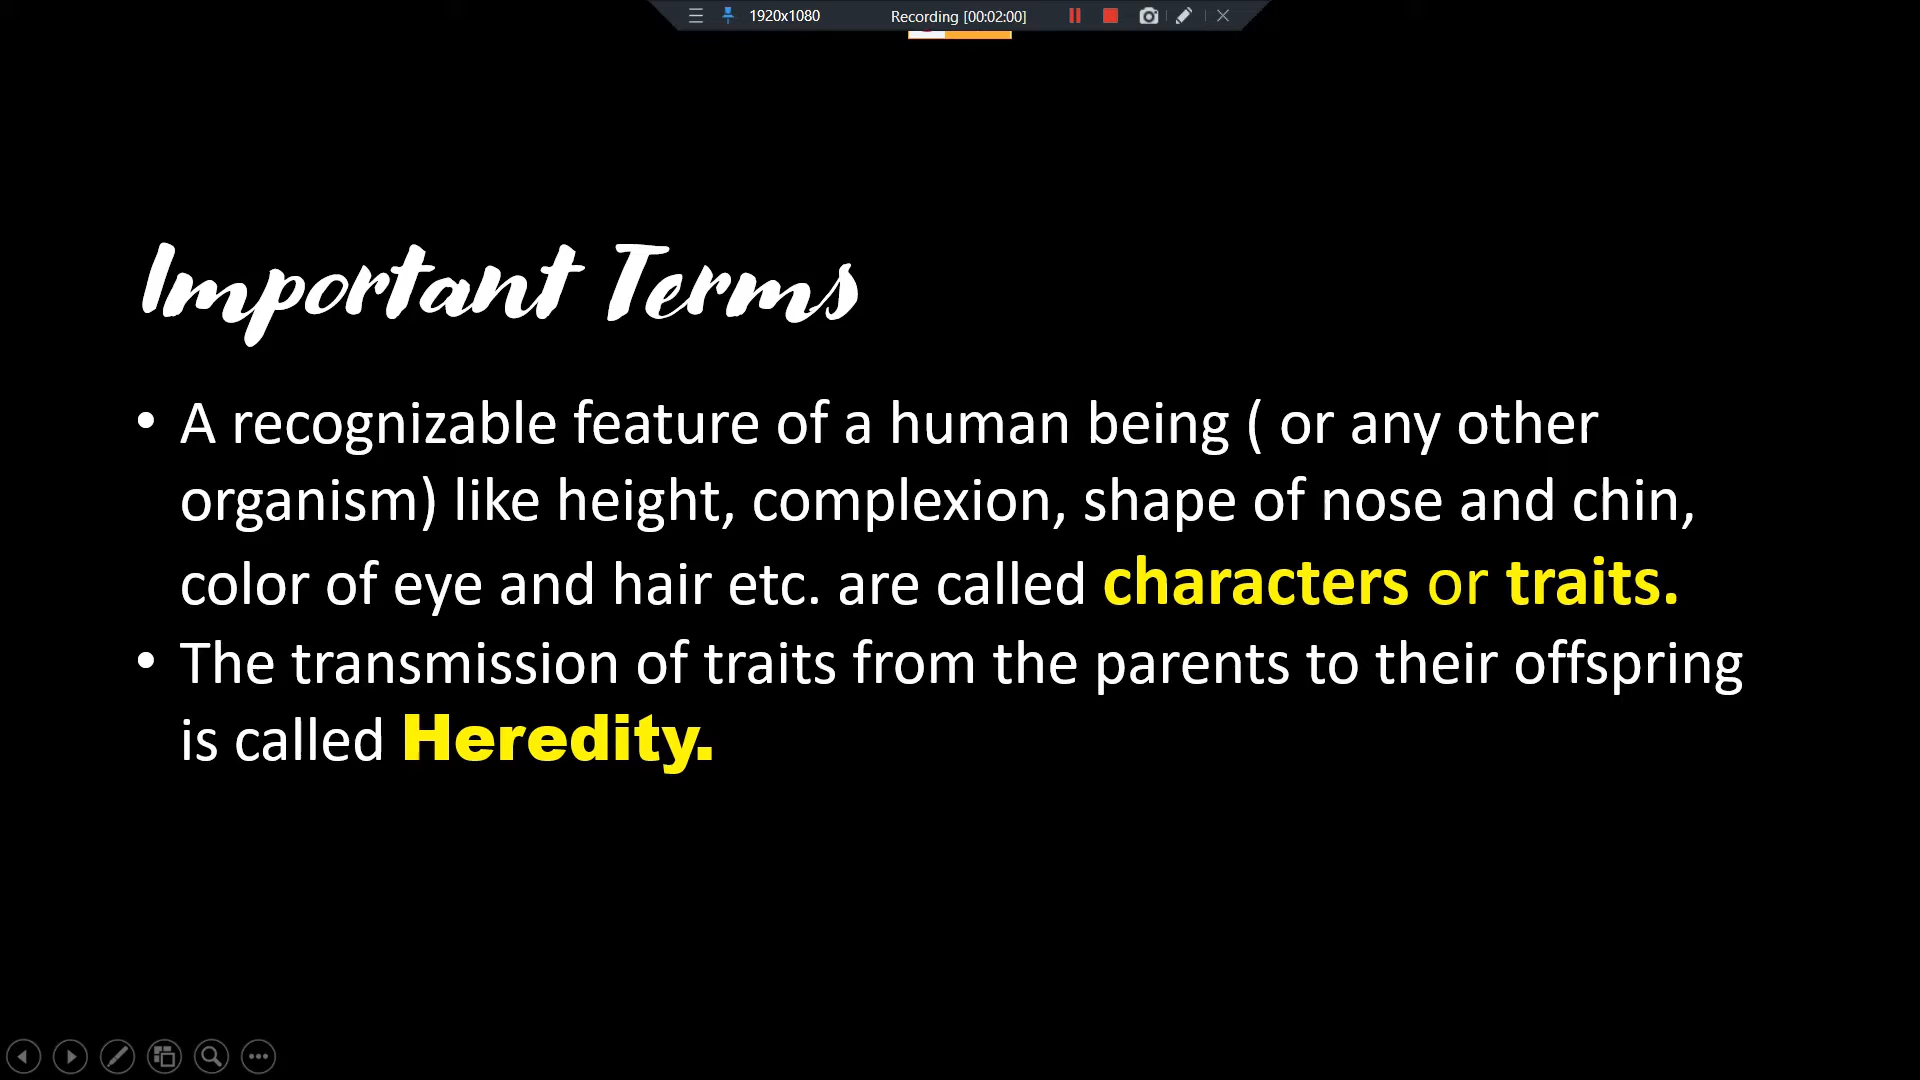 1920x1080 Recording [00:02:00]
Important Terms
• A recognizable feature of a human being ( or any other
organism) like height, complexion, shape of nose and chin,
color of eye and hair etc. are called characters or traits.
• The transmission of traits from the parents to their offspring
is called Heredity.